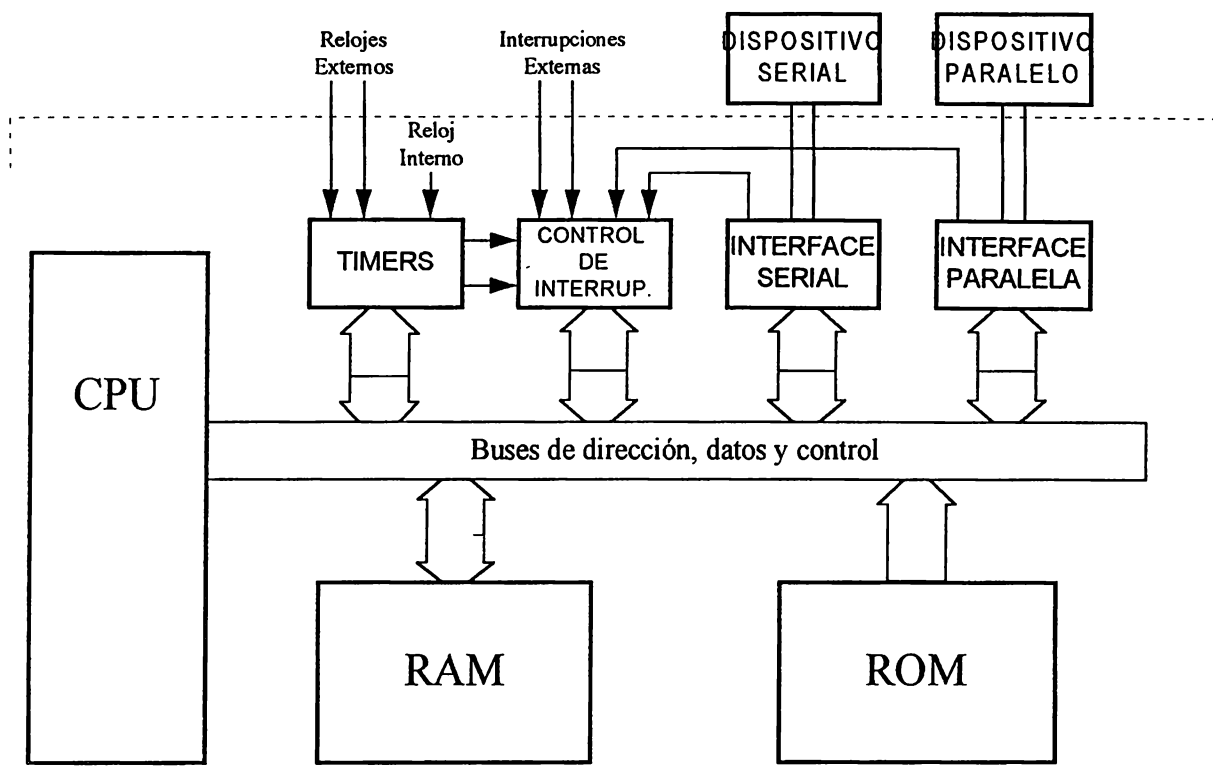 Relojes
Externos
Interrupciones
Externas
DISPOSITIVO
SERIAL
DISPOSITIVO
PARALELO
Reloj
Interno
TIMERS
CONTROL
DE
INTERRUP.
INTERFACE
SERIAL
INTERFACE
PARALELA
CPU
Buses de dirección, datos y control
RAM
ROM